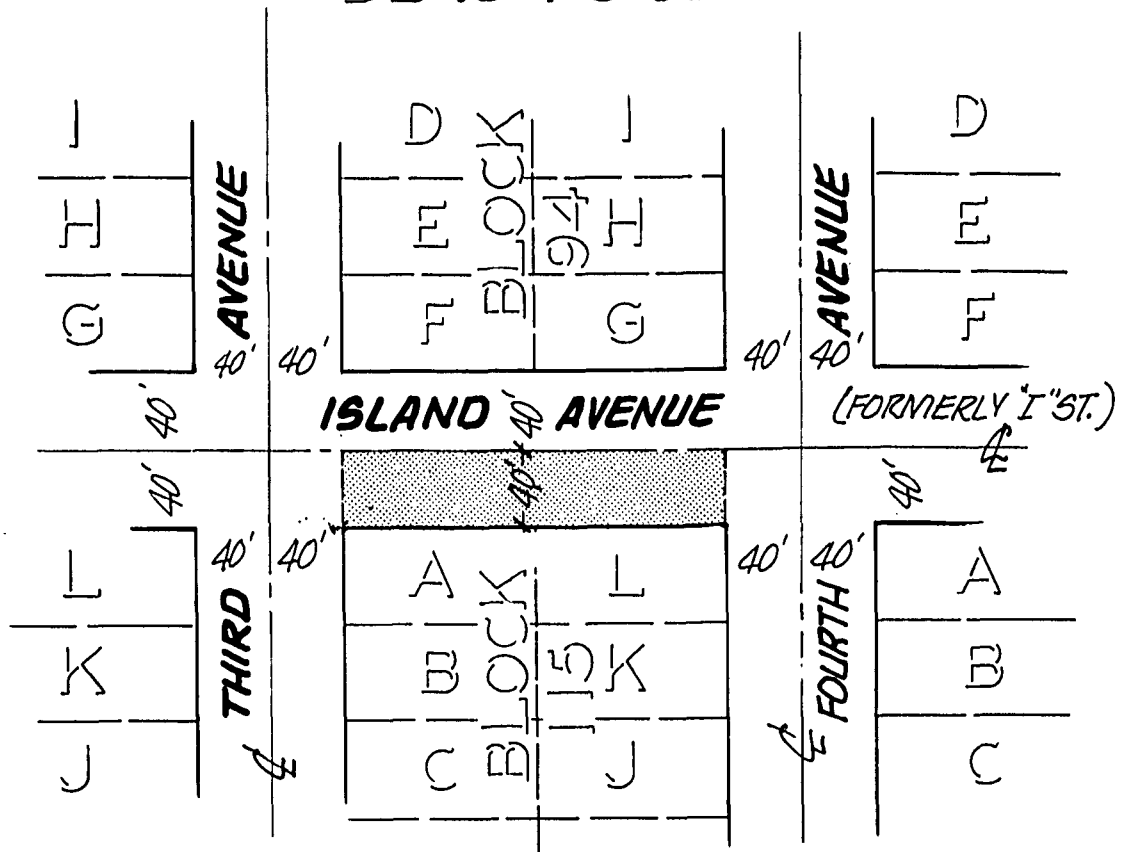 I D I D
H E H E
G F G F
BLOCK 94
THIRD AVENUE
FOURTH AVENUE
40' 40' 40' 40'
40' ISLAND AVENUE (FORMERLY "I" ST.)
40'
℄
40' 40' 40'
40' 40' 40' 40'
L A L A
K B K B
J C J C
BLOCK 115
℄ ℄